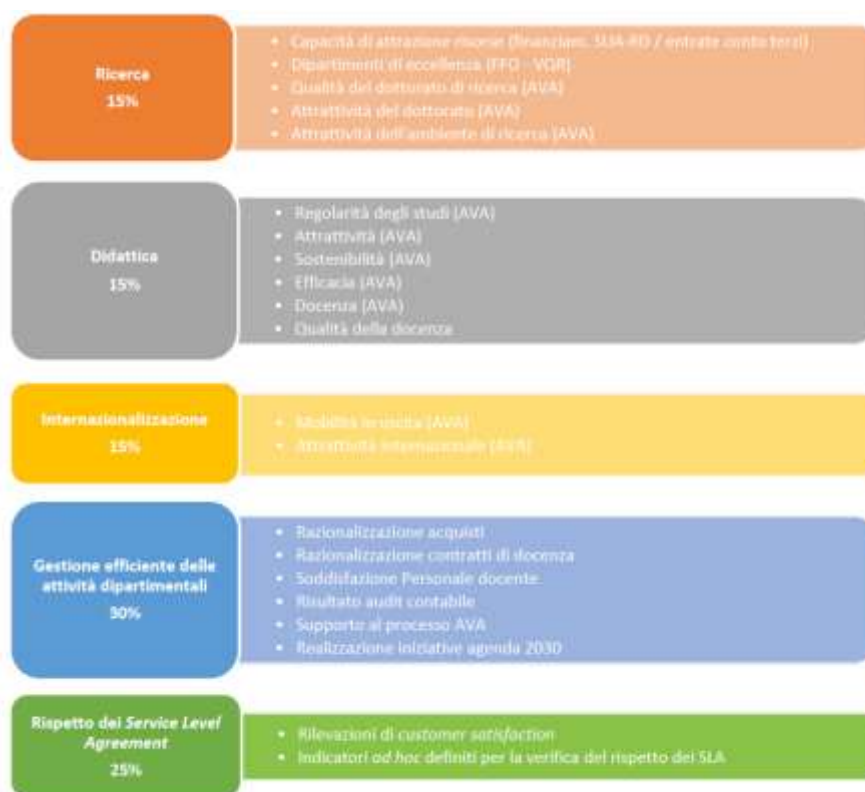 Ricerca
15%
• Capacità di attrazione risorse (finanziam. SUA-RD / entrate conto terzi)
• Dipartimenti di eccellenza (FFO - VQR)
• Qualità del dottorato di ricerca (AVA)
• Attrattività del dottorato (AVA)
• Attrattività dell'ambiente di ricerca (AVA)
Didattica
15%
• Regolarità degli studi (AVA)
• Attrattività (AVA)
• Sostenibilità (AVA)
• Efficacia (AVA)
• Docenza (AVA)
• Qualità della docenza
Internazionalizzazione
15%
• Mobilità in uscita (AVA)
• Attrattività internazionale (AVA)
Gestione efficiente delle
attività dipartimentali
30%
• Razionalizzazione acquisti
• Razionalizzazione contratti di docenza
• Soddisfazione Personale docente
• Risultato audit contabile
• Supporto al processo AVA
• Realizzazione iniziative agenda 2030
Rispetto dei Service Level
Agreement
25%
• Rilevazioni di customer satisfaction
• Indicatori ad hoc definiti per la verifica del rispetto dei SLA